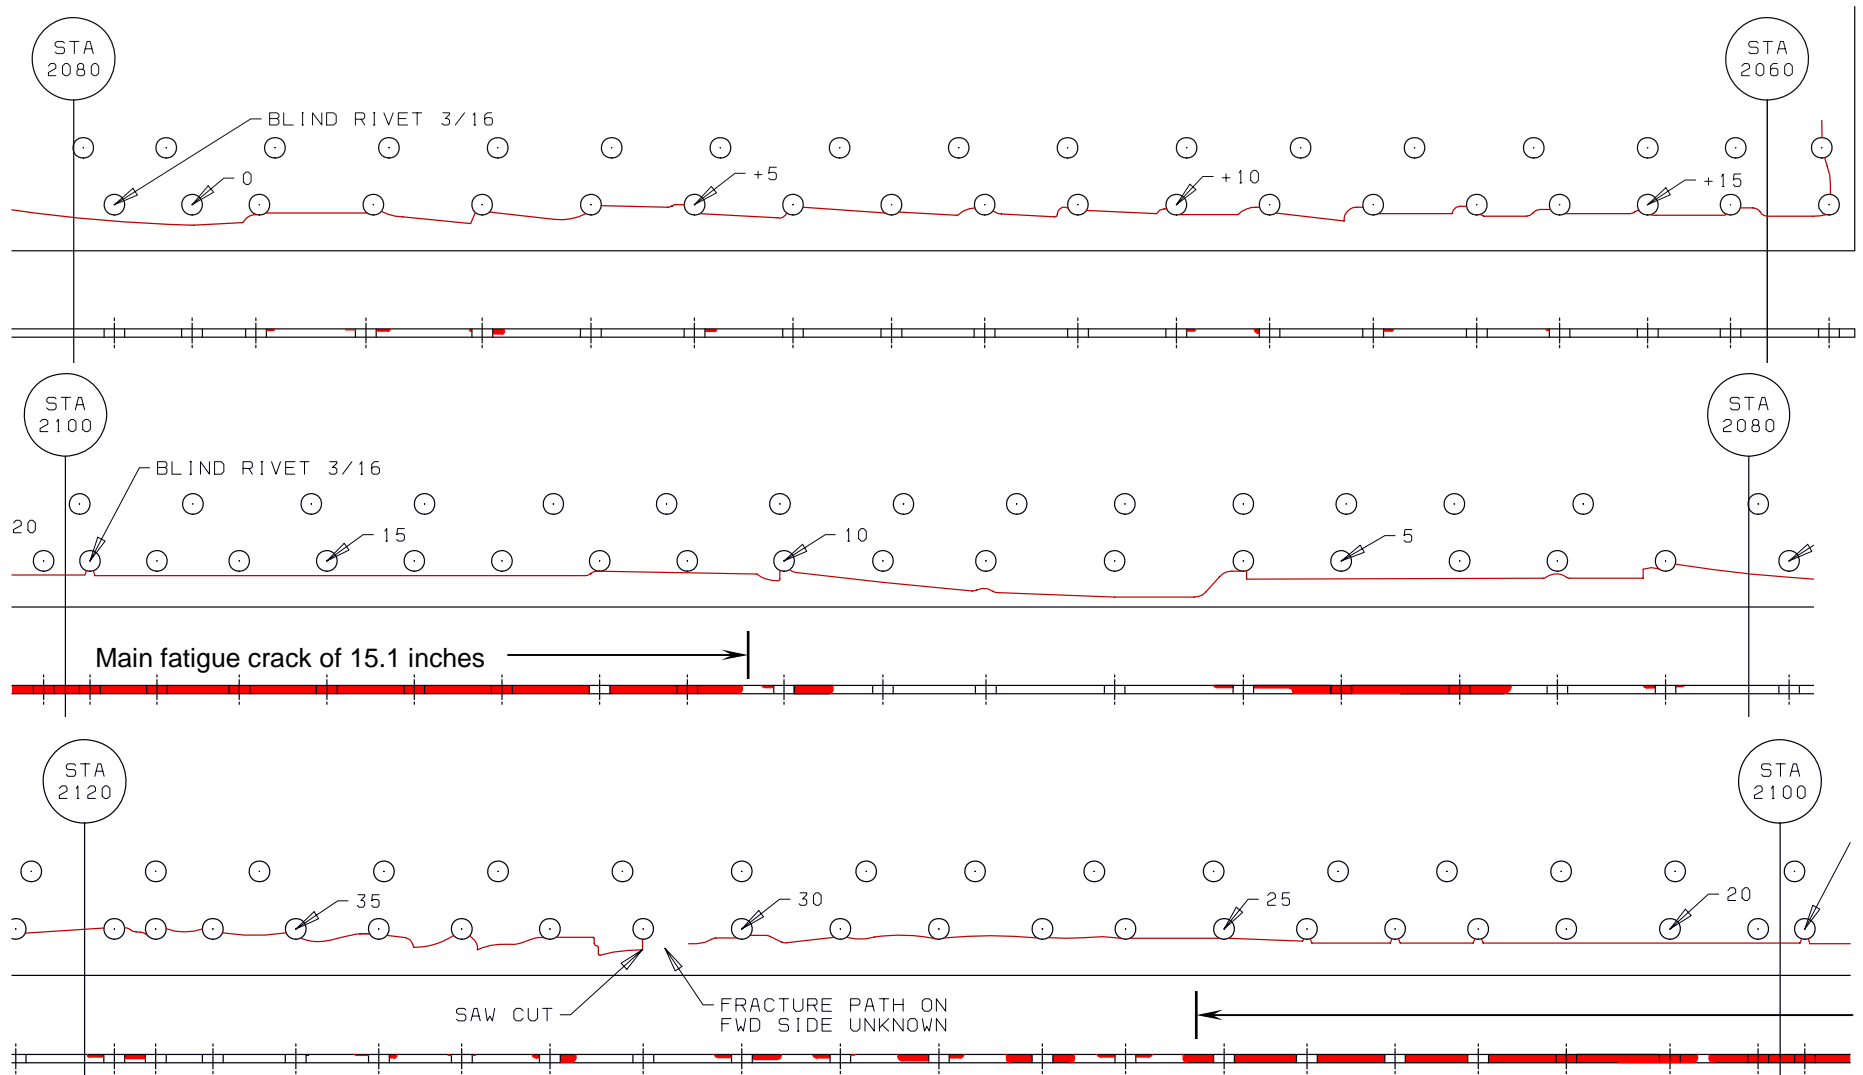 STA
2080
STA
2060
BLIND RIVET 3/16
0
+5
+10
+15
STA
2100
STA
2080
BLIND RIVET 3/16
20
15
10
5
Main fatigue crack of 15.1 inches
STA
2120
STA
2100
35
30
25
20
SAW CUT
FRACTURE PATH ON
FWD SIDE UNKNOWN